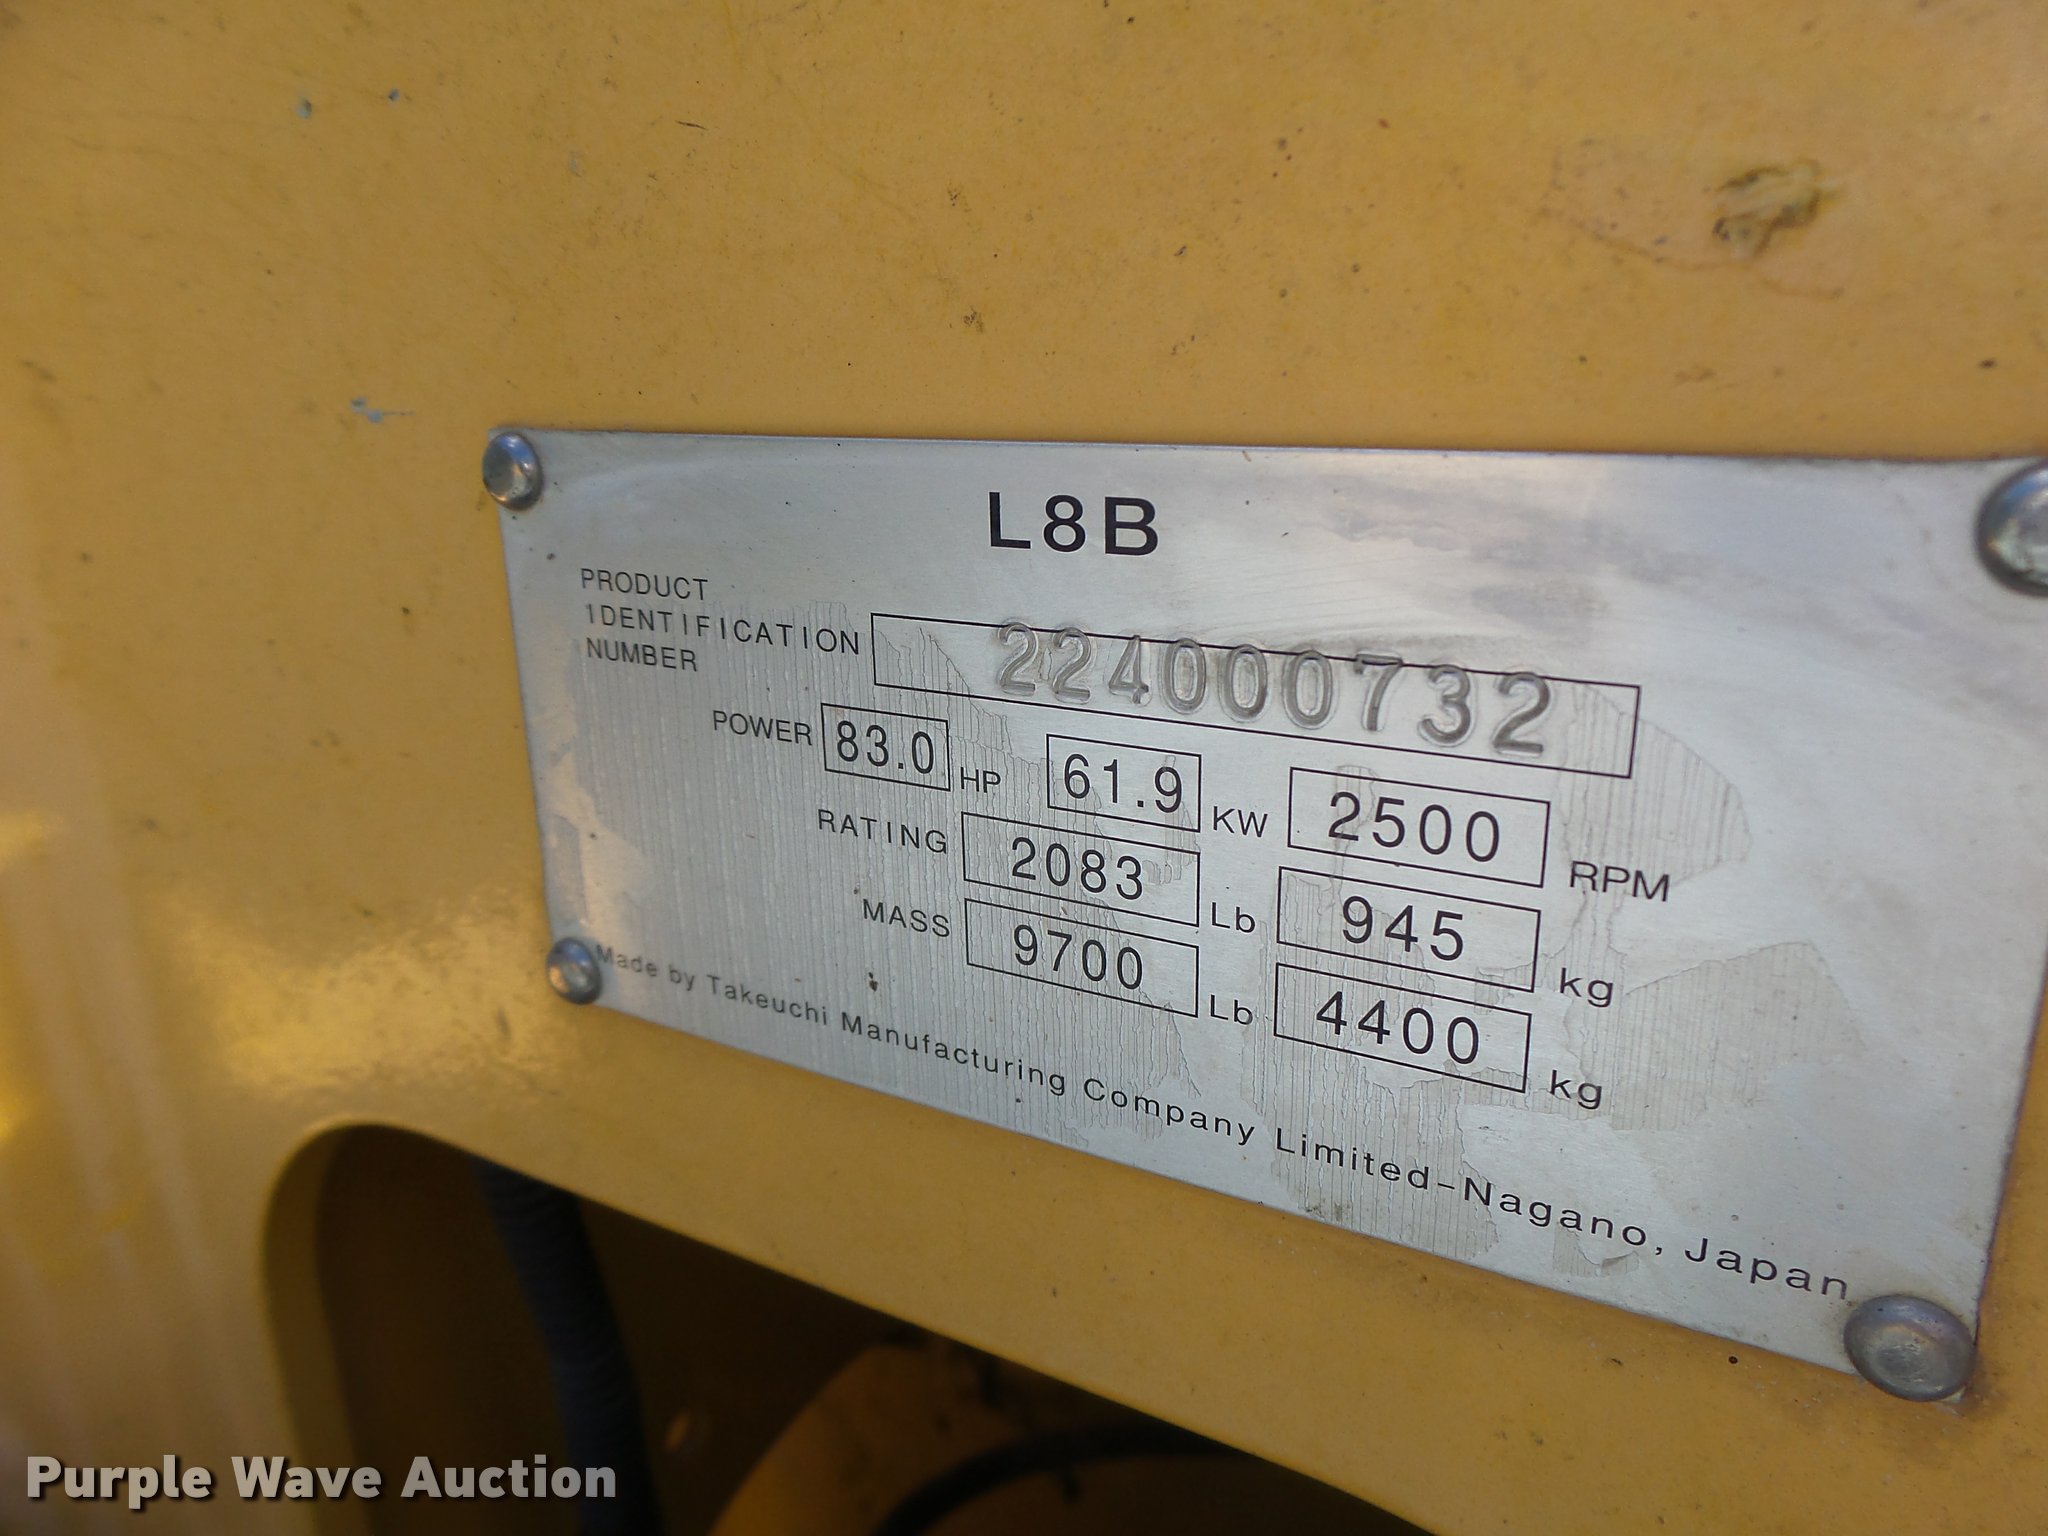 L8B
PRODUCT
IDENTIFICATION
NUMBER
224000732
POWER 83.0 HP 61.9 KW 2500 RPM
RATING 2083 Lb 945 kg
MASS 9700 Lb 4400 kg
Made by Takeuchi Manufacturing Company Limited-Nagano, Japan
Purple Wave Auction